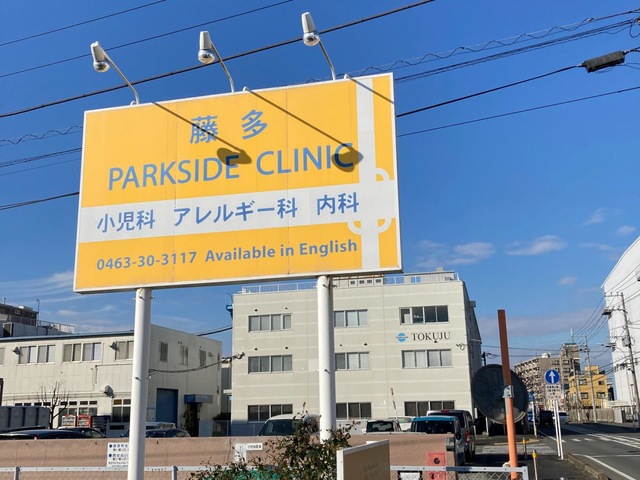 藤多
PARKSIDE CLINIC
小児科 アレルギー科 内科
0463-30-3117 Available in English
TOKUJU